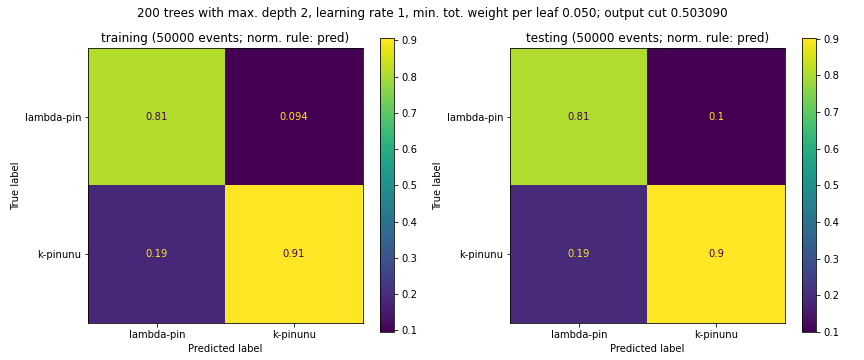 200 trees with max. depth 2, learning rate 1, min. tot. weight per leaf 0.050; output cut 0.503090
training (50000 events; norm. rule: pred)
True label
lambda-pin
k-pinunu
0.81
0.094
0.19
0.91
lambda-pin
k-pinunu
Predicted label
0.9
0.8
0.7
0.6
0.5
0.4
0.3
0.2
0.1
testing (50000 events; norm. rule: pred)
True label
lambda-pin
k-pinunu
0.81
0.1
0.19
0.9
lambda-pin
k-pinunu
Predicted label
0.9
0.8
0.7
0.6
0.5
0.4
0.3
0.2
0.1